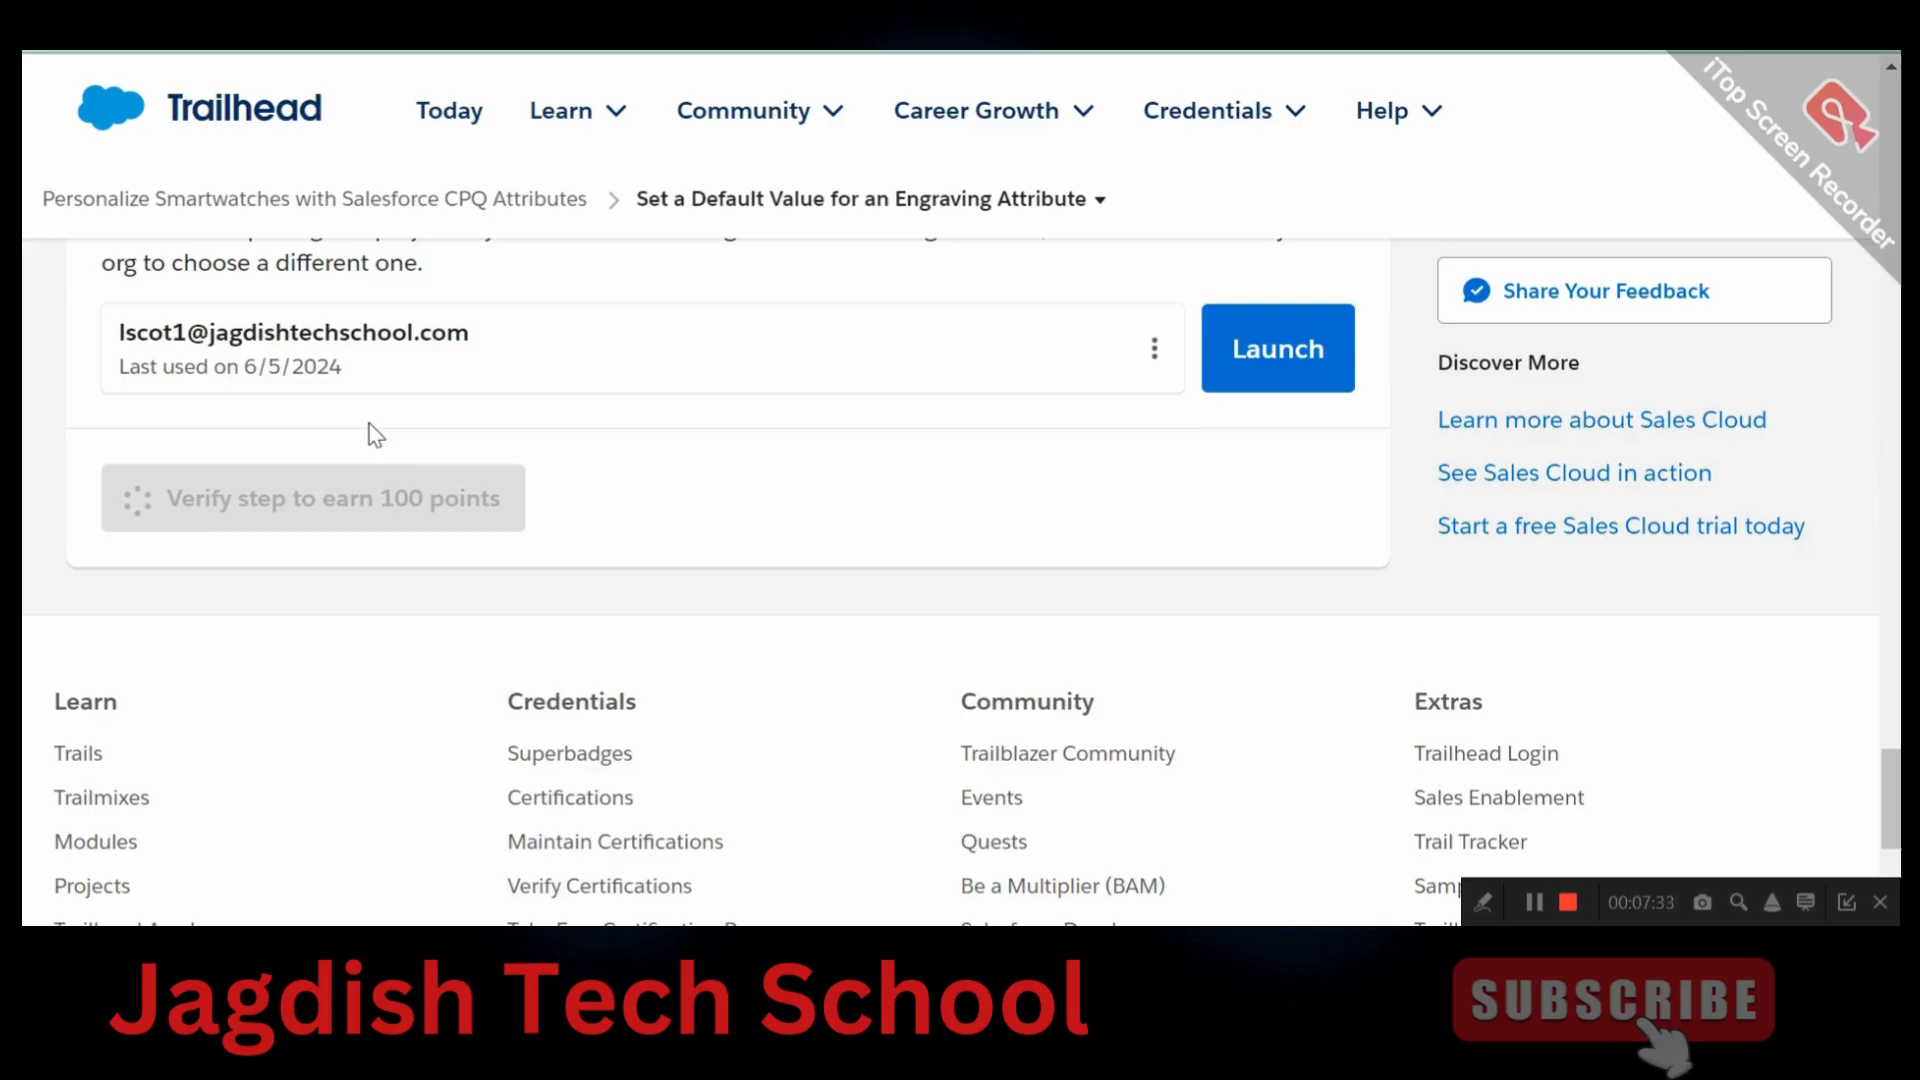 Trailhead
Today
Learn
Community
Career Growth
Credentials
Help
iTop Screen Recorder
Personalize Smartwatches with Salesforce CPQ Attributes
Set a Default Value for an Engraving Attribute
org to choose a different one.
lscot1@jagdishtechschool.com
Last used on 6/5/2024
Launch
Verify step to earn 100 points
Share Your Feedback
Discover More
Learn more about Sales Cloud
See Sales Cloud in action
Start a free Sales Cloud trial today
Learn
Trails
Trailmixes
Modules
Projects
Credentials
Superbadges
Certifications
Maintain Certifications
Verify Certifications
Community
Trailblazer Community
Events
Quests
Be a Multiplier (BAM)
Extras
Trailhead Login
Sales Enablement
Trail Tracker
00:07:33
Jagdish Tech School
SUBSCRIBE